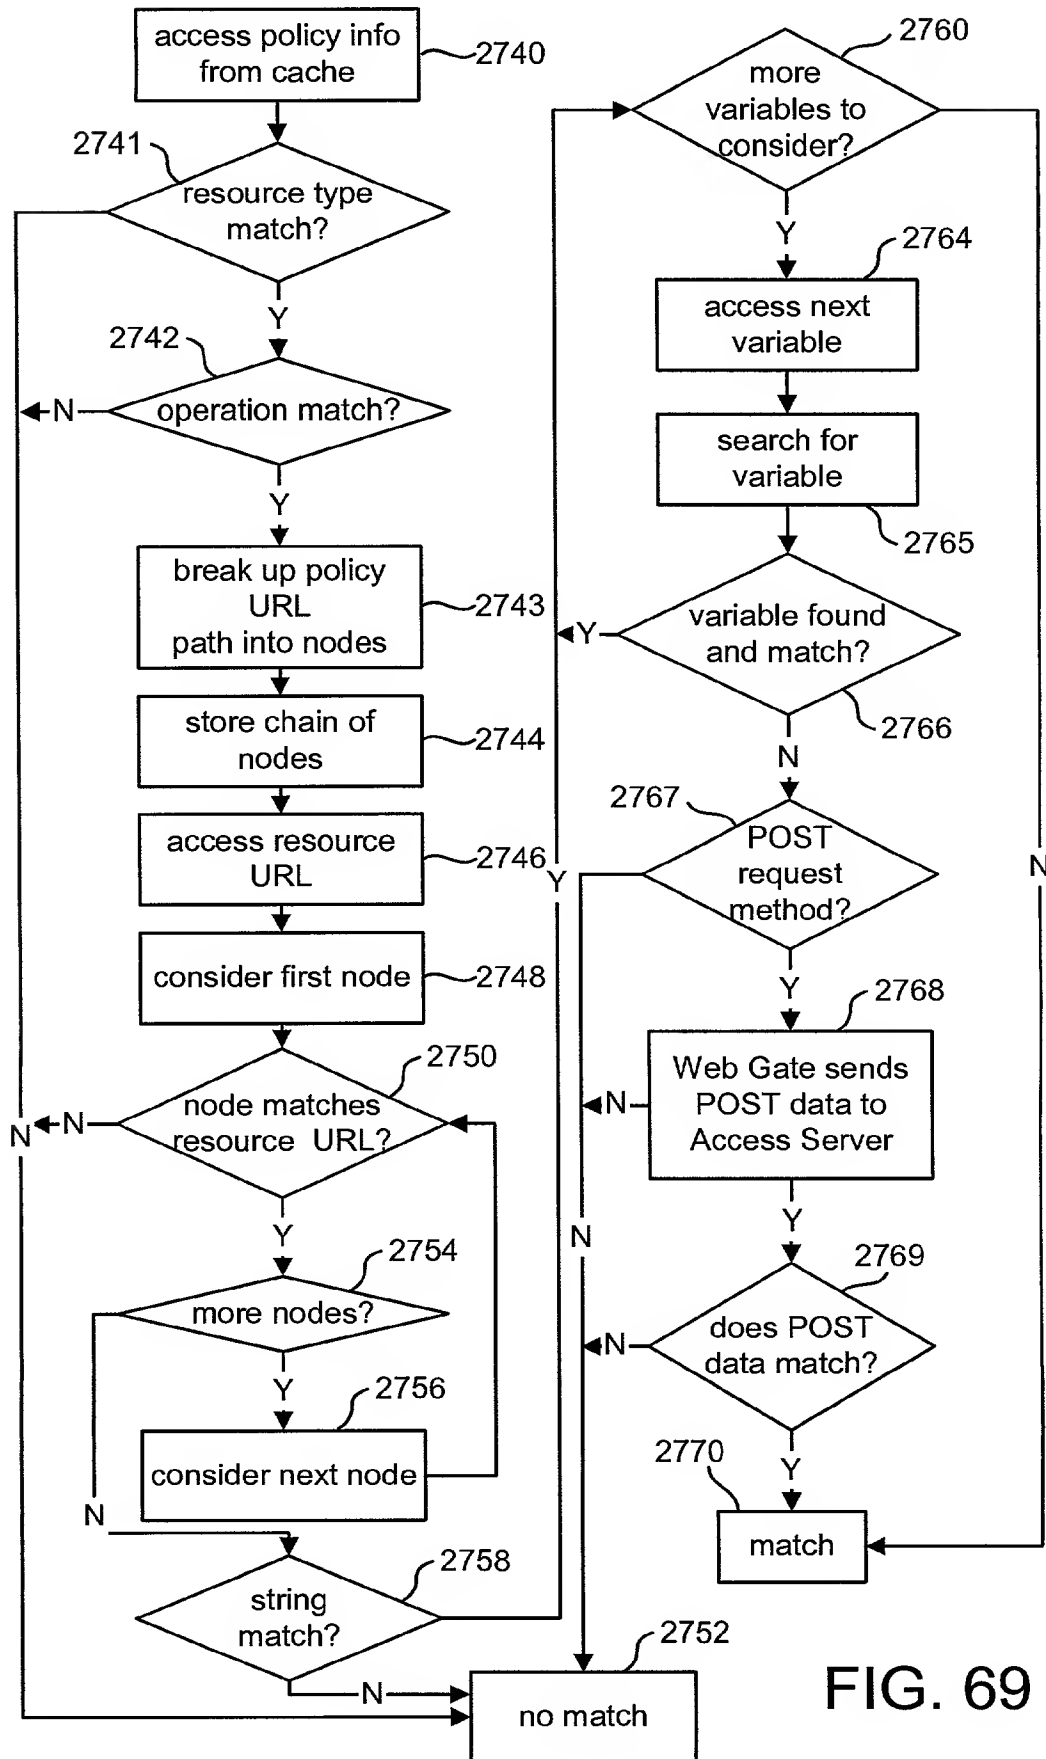 access policy info
from cache
2740
2741
resource type
match?
Y
2742
operation match?
N
Y
break up policy
URL
path into nodes
2743
store chain of
nodes
2744
access resource
URL
2746
consider first node
2748
2750
node matches
resource URL?
N
N
Y
2754
more nodes?
Y
2756
consider next node
N
2758
string
match?
N
Y
2760
more
variables to
consider?
Y
N
2764
access next
variable
search for
variable
2765
variable found
and match?
Y
2766
N
2767
POST
request
method?
Y
2768
Web Gate sends
POST data to
Access Server
N
Y
N
2769
does POST
data match?
N
Y
2770
match
2752
no match
FIG. 69